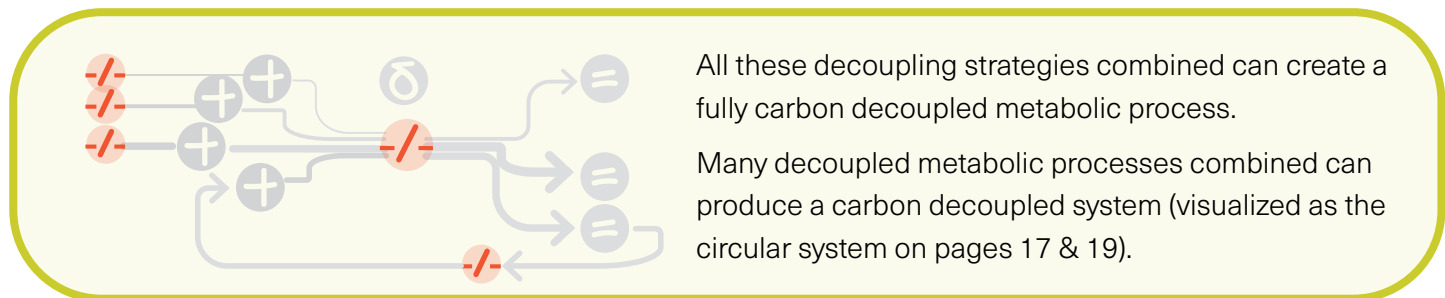 All these decoupling strategies combined can create a
fully carbon decoupled metabolic process.
Many decoupled metabolic processes combined can
produce a carbon decoupled system (visualized as the
circular system on pages 17 & 19).